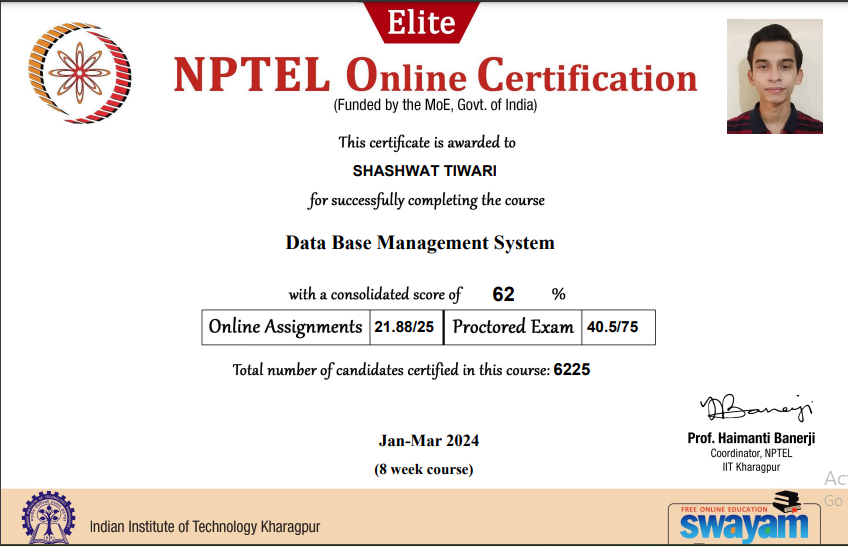 Elite
NPTEL Online Certification
(Funded by the MoE, Govt. of India)
This certificate is awarded to
SHASHWAT TIWARI
for successfully completing the course
Data Base Management System
with a consolidated score of 62 %
Online Assignments 21.88/25 Proctored Exam 40.5/75
Total number of candidates certified in this course: 6225
Jan-Mar 2024
(8 week course)
Prof. Haimanti Banerji
Coordinator, NPTEL
IIT Kharagpur
Indian Institute of Technology Kharagpur
FREE ONLINE EDUCATION
swayam